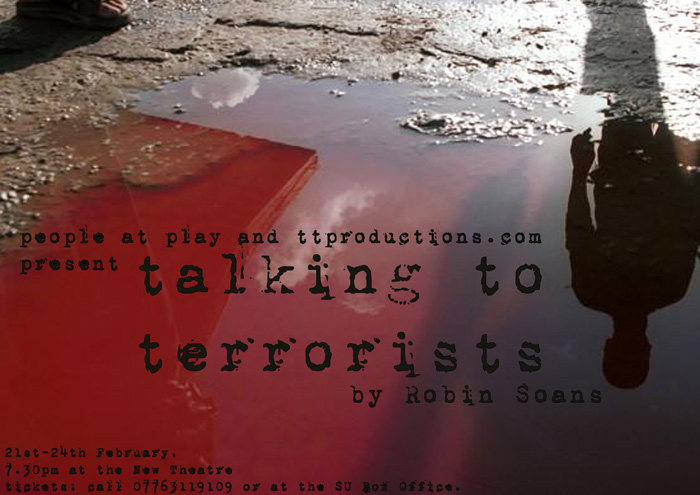 people at play and ttproductions.com
present talking to
terrorists
by Robin Soans
21st-24th February.
7.30pm at the New Theatre
tickets: call 07763119109 or at the SU Box Office.